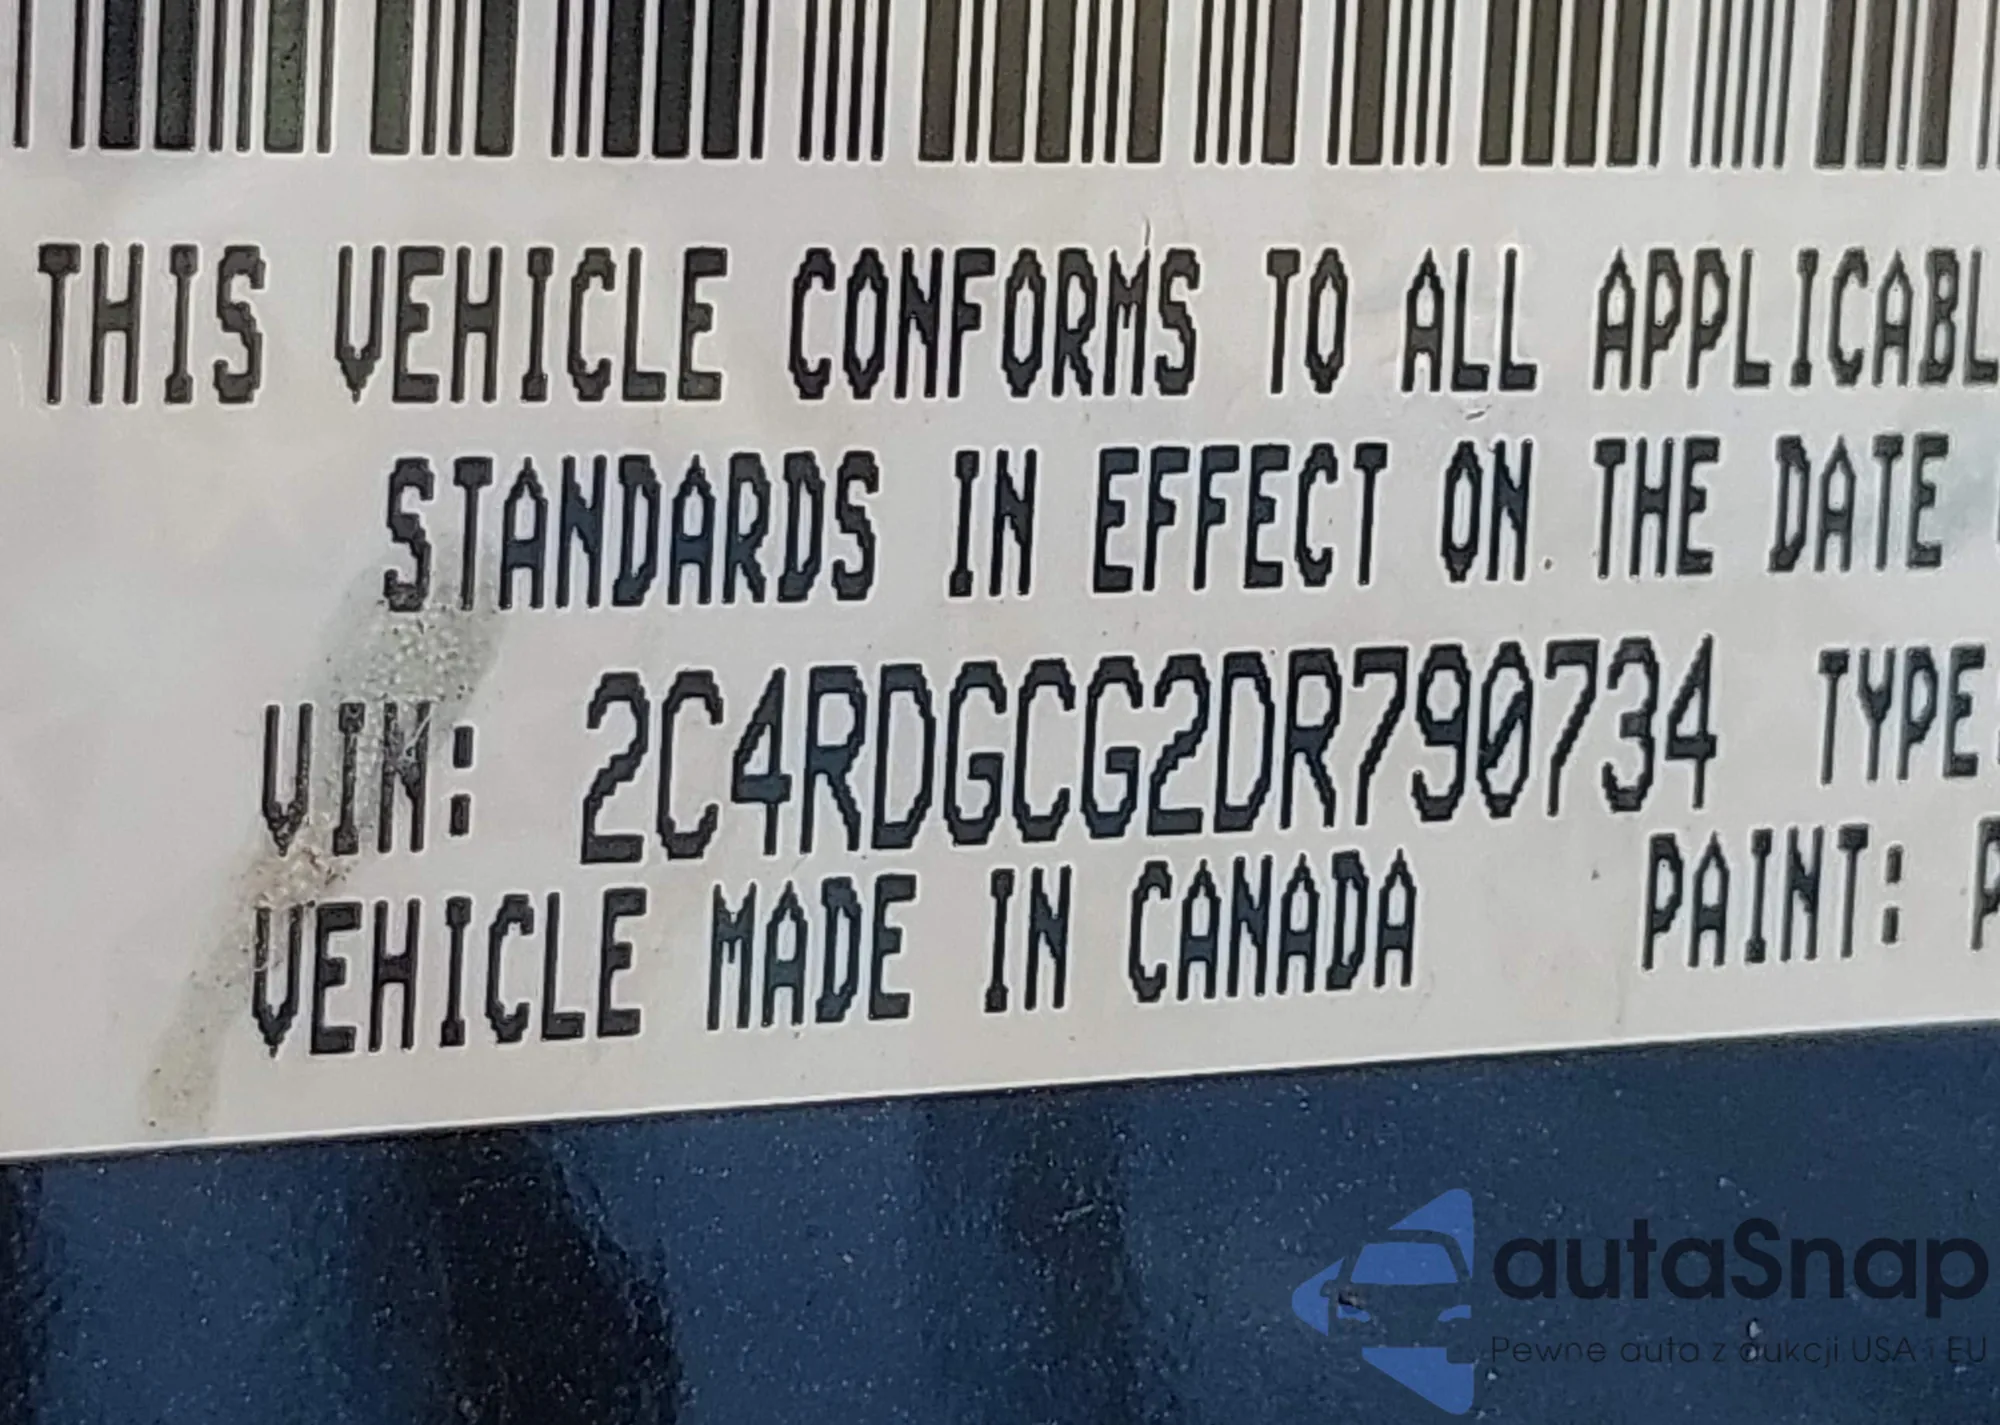 THIS VEHICLE CONFORMS TO ALL APPLICABL
STANDARDS IN EFFECT ON THE DATE
VIN: 2C4RDGCG2DR790734 TYPE:
VEHICLE MADE IN CANADA PAINT: P
autaSnap
Pewne auta z aukcji USA i EU